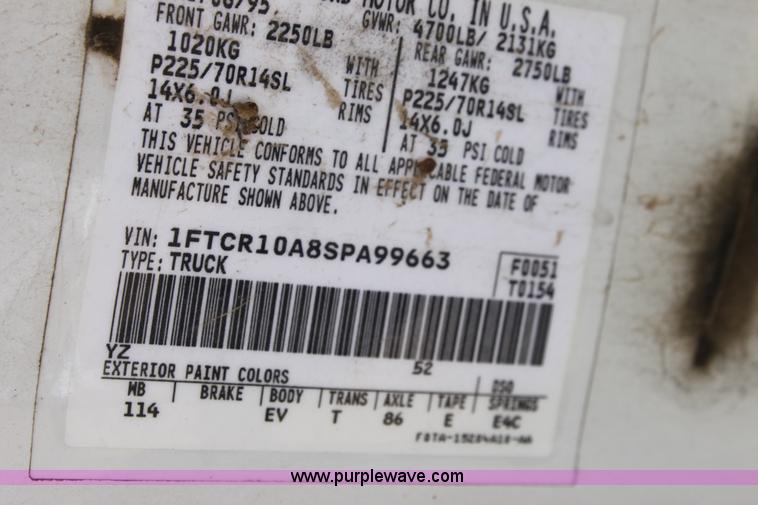 MOTOR CO. IN U.S.A.
GVWR: 4700LB/ 2131KG
FRONT GAWR: 2250LB
REAR GAWR: 2750LB
1020KG WITH
1247KG WITH
P225/70R14SL TIRES
P225/70R14SL TIRES
14X6.0J RIMS
14X6.0J RIMS
AT 35 PSI COLD
AT 35 PSI COLD
THIS VEHICLE CONFORMS TO ALL APPLICABLE FEDERAL MOTOR
VEHICLE SAFETY STANDARDS IN EFFECT ON THE DATE OF
MANUFACTURE SHOWN ABOVE.
VIN: 1FTCR10A8SPA99663
TYPE: TRUCK
F0051
T0154
YZ
52
EXTERIOR PAINT COLORS
DSO
MB BRAKE BODY TRANS AXLE TAPE SPRINGS
114 EV T 86 E E4C
www.purplewave.com